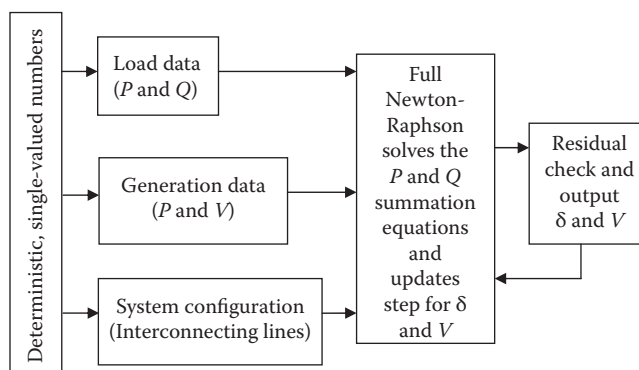 Deterministic, single-valued numbers
Load data
(P and Q)
Generation data
(P and V)
System configuration
(Interconnecting lines)
Full
Newton-
Raphson
solves the
P and Q
summation
equations
and
updates
step for δ
and V
Residual
check and
output
δ and V